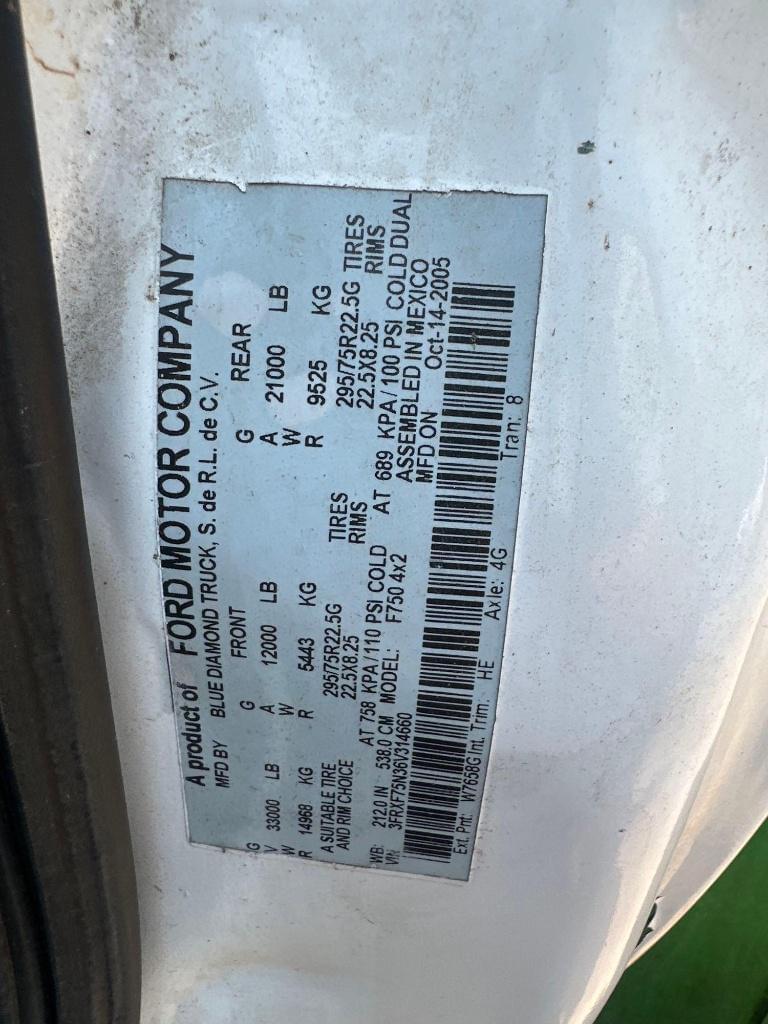 A product of FORD MOTOR COMPANY
MFD BY BLUE DIAMOND TRUCK, S. de R.L. de C.V.
FRONT REAR
G G G
V 33000 LB A 12000 LB A 21000 LB
W W W
R 14968 KG R 5443 KG R 9525 KG
A SUITABLE TIRE 295/75R22.5G TIRES 295/75R22.5G TIRES
AND RIM CHOICE 22.5X8.25 RIMS 22.5X8.25 RIMS
AT 758 KPA/110 PSI COLD AT 689 KPA/100 PSI COLD DUAL
WB: 212.0 IN 538.0 CM MODEL: F750 4x2 ASSEMBLED IN MEXICO
VIN: 3FRXF75N36V314660 MFD ON Oct-14-2005
Ext. Pnt: W7658G Int. Trim: HE Axle: 4G Tran: 8